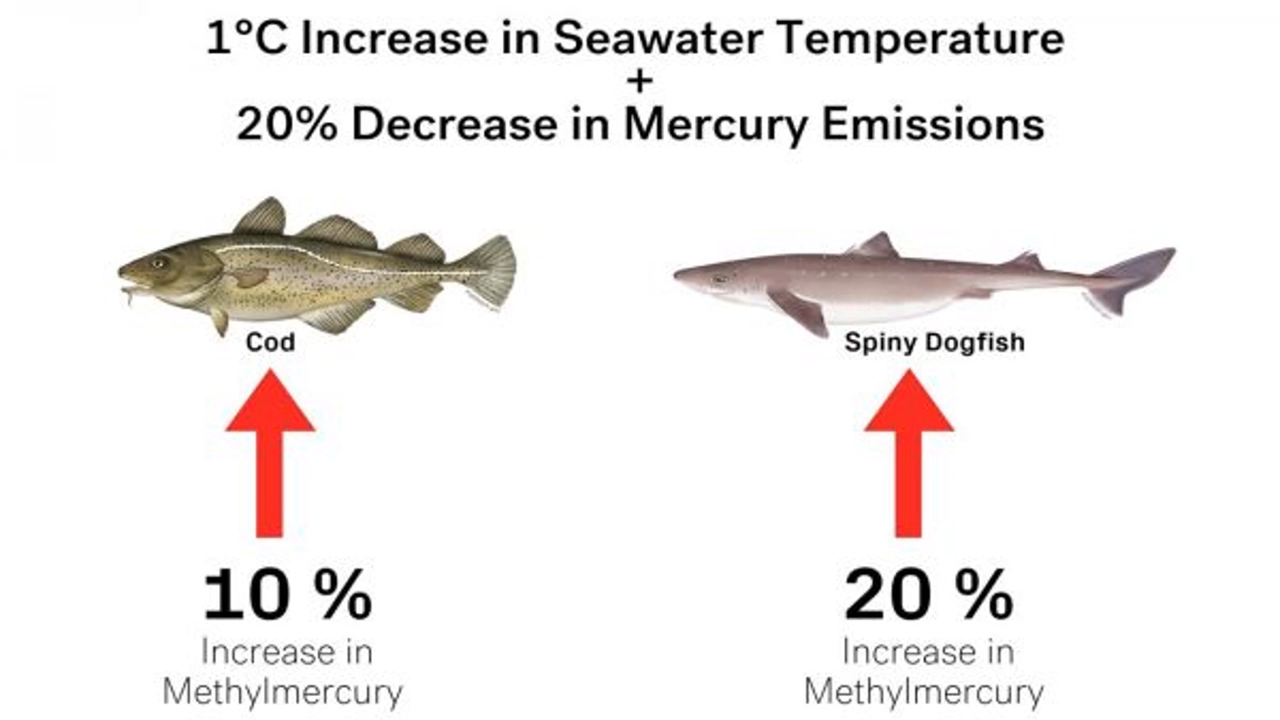 1°C Increase in Seawater Temperature
+
20% Decrease in Mercury Emissions
Cod
Spiny Dogfish
10 %
Increase in
Methylmercury
20 %
Increase in
Methylmercury